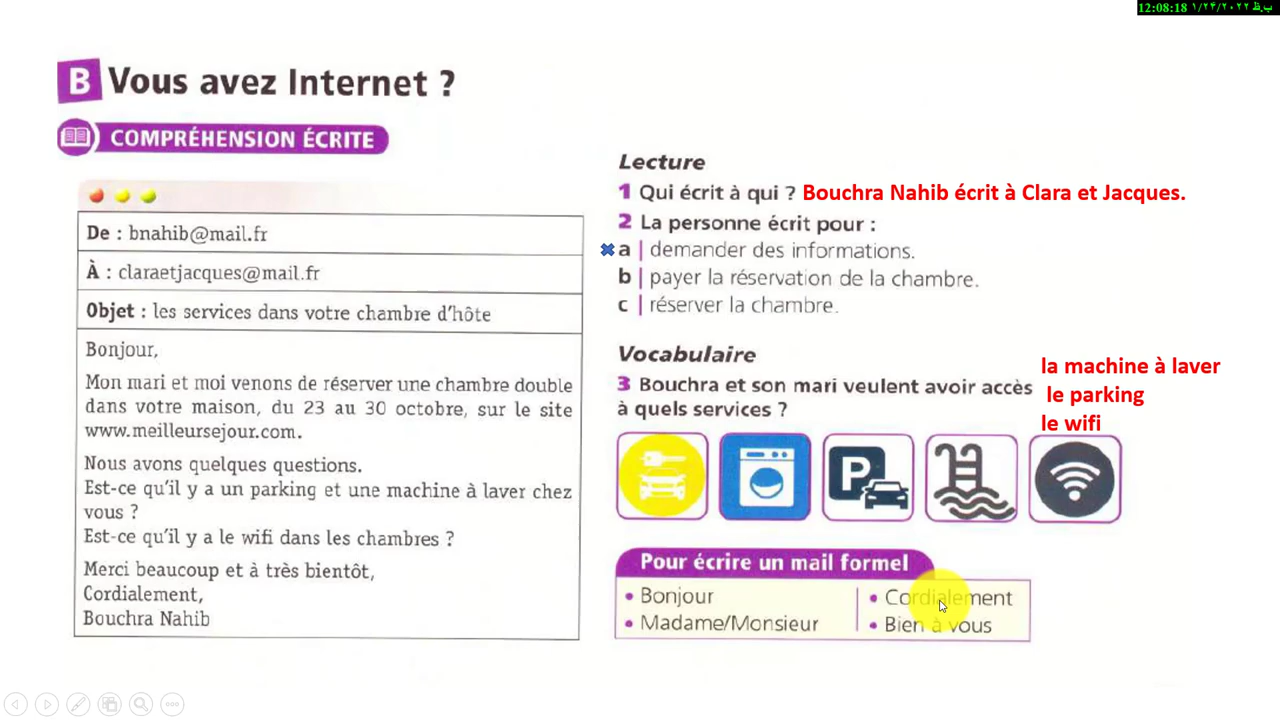 12:08:18 ۱/۲۴/۲۰۲۲ ب.ظ
B Vous avez Internet ?
COMPRÉHENSION ÉCRITE
De : bnahib@mail.fr
À : claraetjacques@mail.fr
Objet : les services dans votre chambre d'hôte
Bonjour,
Mon mari et moi venons de réserver une chambre double
dans votre maison, du 23 au 30 octobre, sur le site
www.meilleursejour.com.
Nous avons quelques questions.
Est-ce qu'il y a un parking et une machine à laver chez
vous ?
Est-ce qu'il y a le wifi dans les chambres ?
Merci beaucoup et à très bientôt,
Cordialement,
Bouchra Nahib
Lecture
1 Qui écrit à qui ? Bouchra Nahib écrit à Clara et Jacques.
2 La personne écrit pour :
a | demander des informations.
b | payer la réservation de la chambre.
c | réserver la chambre.
Vocabulaire
3 Bouchra et son mari veulent avoir accès
à quels services ?
la machine à laver
le parking
le wifi
P
Pour écrire un mail formel
• Bonjour
• Madame/Monsieur
• Cordialement
• Bien à vous